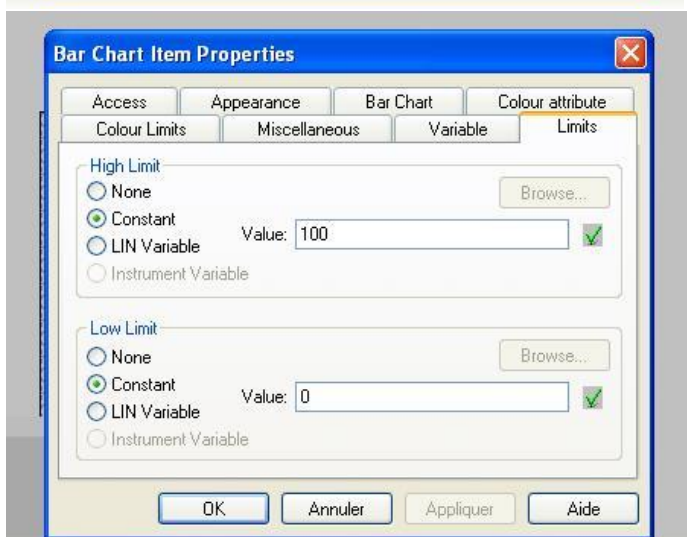 Bar Chart Item Properties
Access Appearance Bar Chart Colour attribute
Colour Limits Miscellaneous Variable Limits
High Limit
None Browse...
Constant
Value: 100
LIN Variable
Instrument Variable
Low Limit
None Browse...
Constant
Value: 0
LIN Variable
Instrument Variable
OK Annuler Appliquer Aide